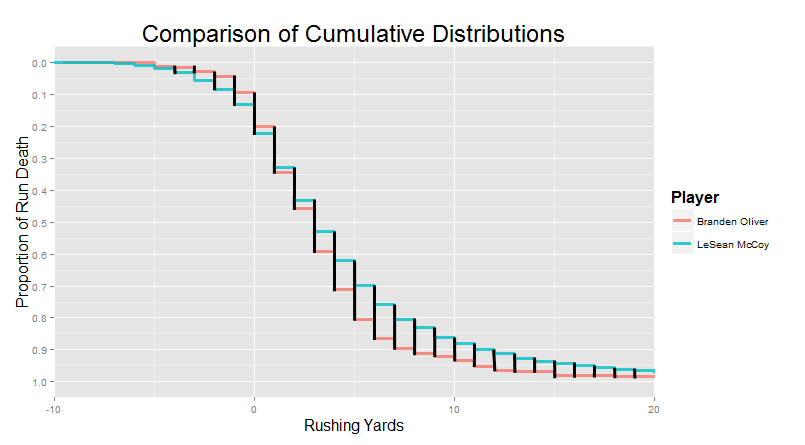 Comparison of Cumulative Distributions
Proportion of Run Death
0.0
0.1
0.2
0.3
0.4
0.5
0.6
0.7
0.8
0.9
1.0
-10
0
10
20
Rushing Yards
Player
Branden Oliver
LeSean McCoy